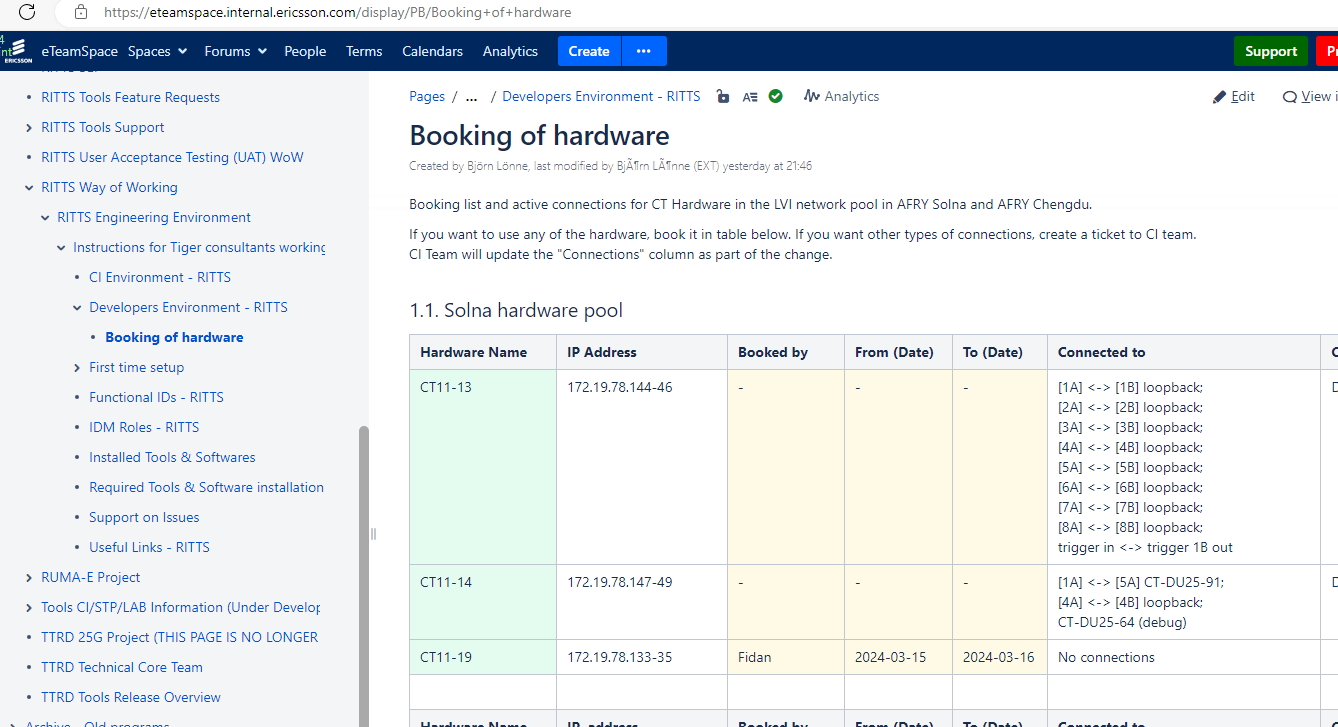 https://eteamspace.internal.ericsson.com/display/PB/Booking+of+hardware
4
nt
ERICSSON
eTeamSpace Spaces Forums People Terms Calendars Analytics Create ••• Support
RITTS Tools Feature Requests
RITTS Tools Support
RITTS User Acceptance Testing (UAT) WoW
RITTS Way of Working
RITTS Engineering Environment
Instructions for Tiger consultants working
CI Environment - RITTS
Developers Environment - RITTS
Booking of hardware
First time setup
Functional IDs - RITTS
IDM Roles - RITTS
Installed Tools & Softwares
Required Tools & Software installation
Support on Issues
Useful Links - RITTS
RUMA-E Project
Tools CI/STP/LAB Information (Under Develop
TTRD 25G Project (THIS PAGE IS NO LONGER
TTRD Technical Core Team
TTRD Tools Release Overview
Archive - Old programs
Pages / ... / Developers Environment - RITTS Analytics Edit View i
Booking of hardware
Created by Björn Lönne, last modified by BjÃ¶rn LÃ¶nne (EXT) yesterday at 21:46
Booking list and active connections for CT Hardware in the LVI network pool in AFRY Solna and AFRY Chengdu.
If you want to use any of the hardware, book it in table below. If you want other types of connections, create a ticket to CI team.
CI Team will update the "Connections" column as part of the change.
1.1. Solna hardware pool
Hardware Name IP Address Booked by From (Date) To (Date) Connected to
CT11-13 172.19.78.144-46 - - - [1A] <-> [1B] loopback;
[2A] <-> [2B] loopback;
[3A] <-> [3B] loopback;
[4A] <-> [4B] loopback;
[5A] <-> [5B] loopback;
[6A] <-> [6B] loopback;
[7A] <-> [7B] loopback;
[8A] <-> [8B] loopback;
trigger in <-> trigger 1B out
CT11-14 172.19.78.147-49 - - - [1A] <-> [5A] CT-DU25-91;
[4A] <-> [4B] loopback;
CT-DU25-64 (debug)
CT11-19 172.19.78.133-35 Fidan 2024-03-15 2024-03-16 No connections
Hardware Name IP address Booked by From (Date) To (Date) Connected to